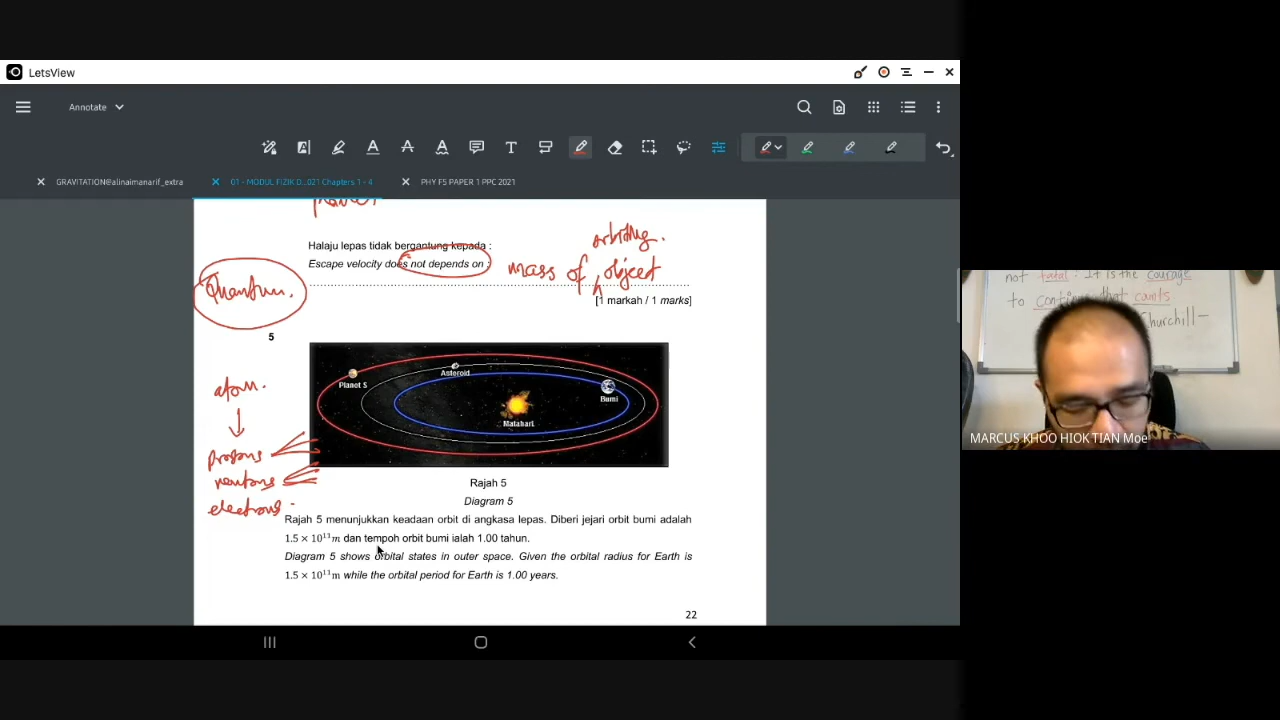 LetsView
Annotate
GRAVITATION@alinaimanarif_extra
01 - MODUL FIZIK D...021 Chapters 1 - 4
PHY F5 PAPER 1 PPC 2021
Halaju lepas tidak bergantung kepada :
Escape velocity does not depends on :
mass of orbiting object
[1 markah / 1 marks]
Quantum.
5
Planet S
Asteroid
Bumi
Matahari
atom.
protons
neutrons
electrons
Rajah 5
Diagram 5
Rajah 5 menunjukkan keadaan orbit di angkasa lepas. Diberi jejari orbit bumi adalah
1.5 × 10¹¹m dan tempoh orbit bumi ialah 1.00 tahun.
Diagram 5 shows orbital states in outer space. Given the orbital radius for Earth is
1.5 × 10¹¹m while the orbital period for Earth is 1.00 years.
22
not fatal. It is the courage
to continue that counts
Churchill-
MARCUS KHOO HIOK TIAN Moe